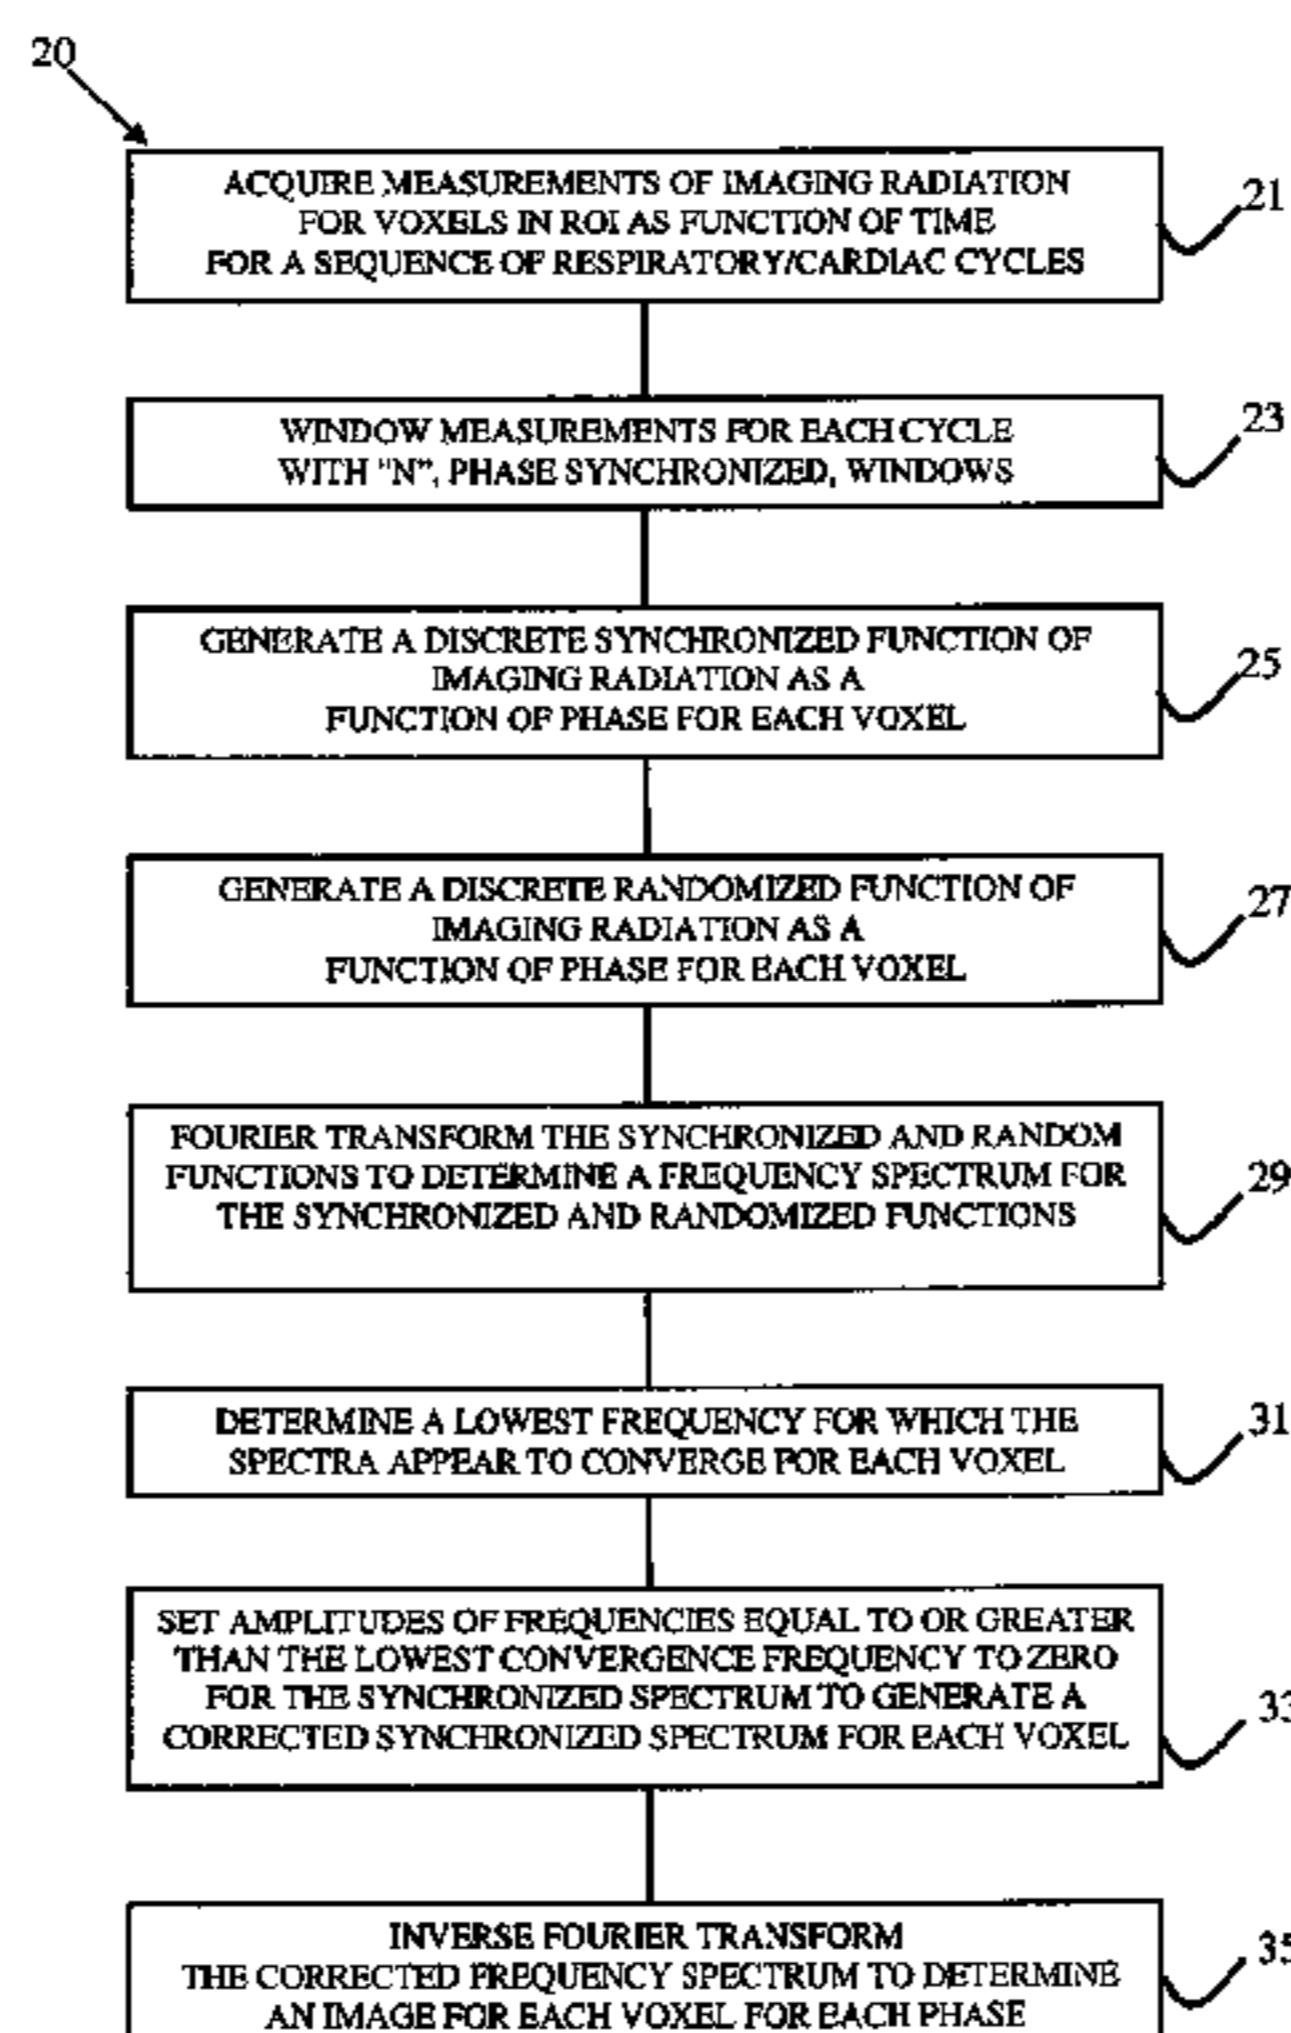 20
ACQUIRE MEASUREMENTS OF IMAGING RADIATION
FOR VOXELS IN ROI AS FUNCTION OF TIME
FOR A SEQUENCE OF RESPIRATORY/CARDIAC CYCLES
21
WINDOW MEASUREMENTS FOR EACH CYCLE
WITH "N", PHASE SYNCHRONIZED, WINDOWS
23
GENERATE A DISCRETE SYNCHRONIZED FUNCTION OF
IMAGING RADIATION AS A
FUNCTION OF PHASE FOR EACH VOXEL
25
GENERATE A DISCRETE RANDOMIZED FUNCTION OF
IMAGING RADIATION AS A
FUNCTION OF PHASE FOR EACH VOXEL
27
FOURIER TRANSFORM THE SYNCHRONIZED AND RANDOM
FUNCTIONS TO DETERMINE A FREQUENCY SPECTRUM FOR
THE SYNCHRONIZED AND RANDOMIZED FUNCTIONS
29
DETERMINE A LOWEST FREQUENCY FOR WHICH THE
SPECTRA APPEAR TO CONVERGE FOR EACH VOXEL
31
SET AMPLITUDES OF FREQUENCIES EQUAL TO OR GREATER
THAN THE LOWEST CONVERGENCE FREQUENCY TO ZERO
FOR THE SYNCHRONIZED SPECTRUM TO GENERATE A
CORRECTED SYNCHRONIZED SPECTRUM FOR EACH VOXEL
33
INVERSE FOURIER TRANSFORM
THE CORRECTED FREQUENCY SPECTRUM TO DETERMINE
AN IMAGE FOR EACH VOXEL FOR EACH PHASE
35